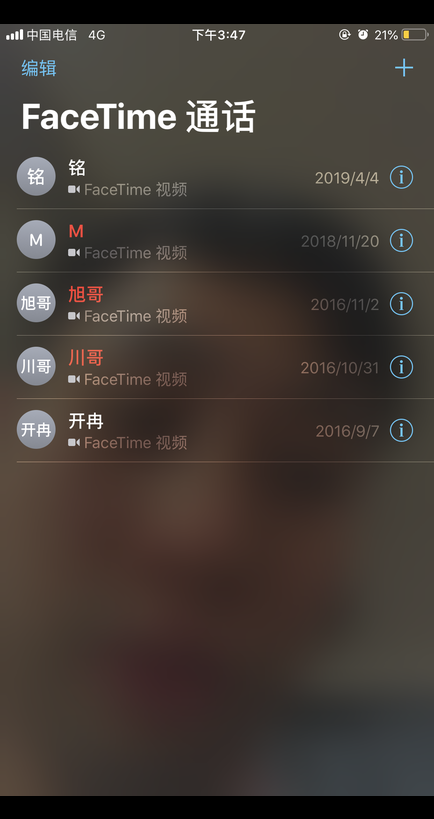 中国电信 4G 下午3:47 21%
编辑 +
FaceTime 通话
铭 铭 2019/4/4
FaceTime 视频
M M 2018/11/20
FaceTime 视频
旭哥 旭哥 2016/11/2
FaceTime 视频
川哥 川哥 2016/10/31
FaceTime 视频
开冉 开冉 2016/9/7
FaceTime 视频